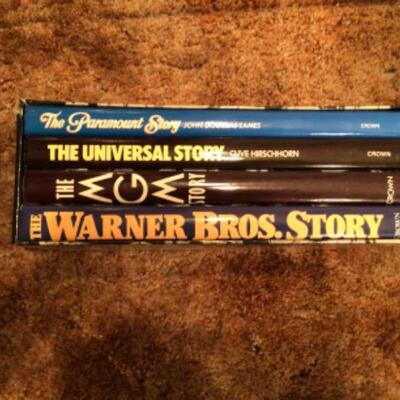 The Paramount Story JOHN DOUGLAS EAMES CROWN
THE UNIVERSAL STORY CLIVE HIRSCHHORN CROWN
THE MGM STORY CROWN
THE WARNER BROS. STORY CROWN